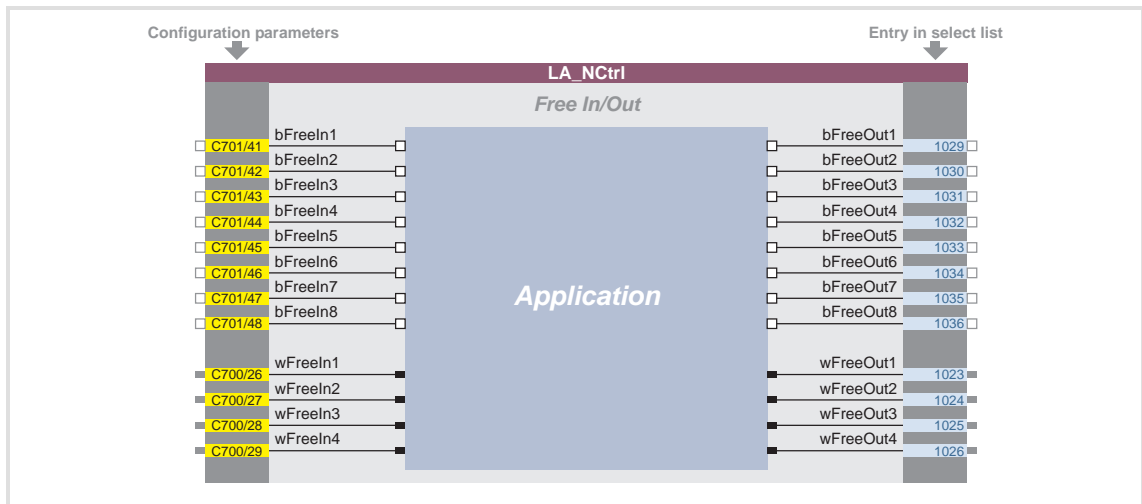 Configuration parameters
Entry in select list
LA_NCtrl
Free In/Out
bFreeIn1
bFreeOut1
C701/41
1029
bFreeIn2
bFreeOut2
C701/42
1030
bFreeIn3
bFreeOut3
C701/43
1031
bFreeIn4
bFreeOut4
C701/44
1032
bFreeIn5
bFreeOut5
C701/45
1033
bFreeIn6
bFreeOut6
C701/46
1034
bFreeIn7
bFreeOut7
C701/47
1035
Application
bFreeIn8
bFreeOut8
C701/48
1036
wFreeIn1
wFreeOut1
C700/26
1023
wFreeIn2
wFreeOut2
C700/27
1024
wFreeIn3
wFreeOut3
C700/28
1025
wFreeIn4
wFreeOut4
C700/29
1026